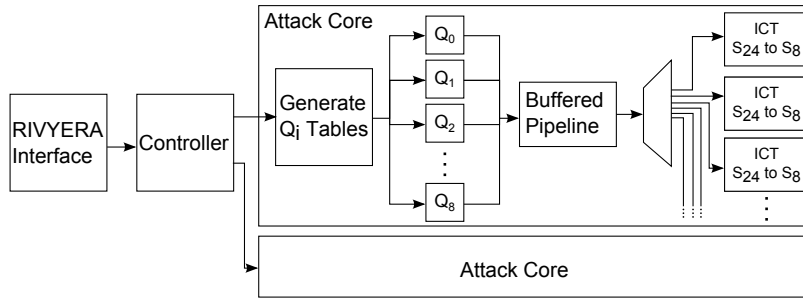 Attack Core
RIVYERA
Interface
Controller
Generate
Qi Tables
Q0
Q1
Q2
Q8
Buffered
Pipeline
ICT
S24 to S8
ICT
S24 to S8
ICT
S24 to S8
Attack Core